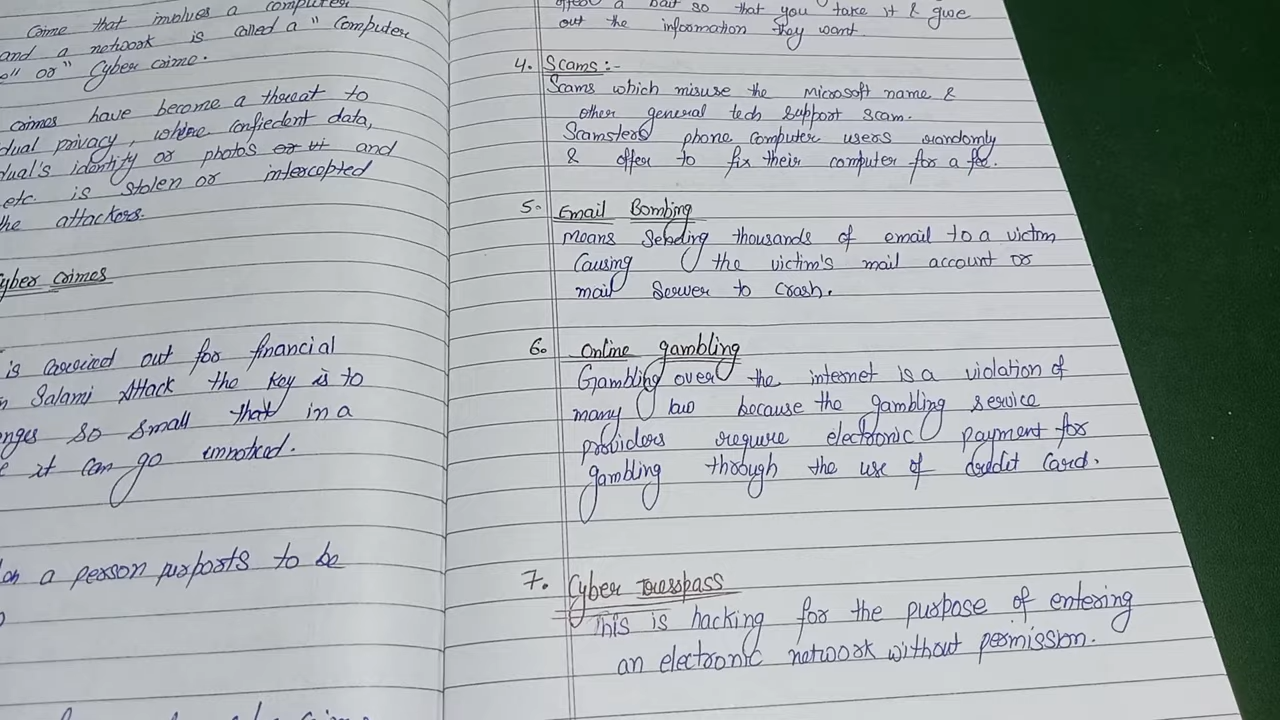 Crime that involves a computer
and a network is called a " Computer
" or " Cyber crime.
crimes have become a threat to
dual privacy, where confiedent data,
dual's identity or photos or it and
etc. is stolen or intercepted
the attackers.
Cyber crimes
is carried out for financial
Salami Attack the key is to
so small that in a
it can go unnoticed.
a person purports to be
offer a bait so that you take it & give
out the information they want
4. Scams :-
Scams which misuse the Microsoft name &
other general tech support scam.
Scamsters phone computer users randomly
& offer to fix their computer for a fee.
5. Email Bombing
Means Sending thousands of email to a victim
Causing the victim's mail account or
mail Server to Crash.
6. Online gambling
Gambling over the internet is a violation of
many law because the gambling service
providers require electronic payment for
gambling through the use of credit Card.
7. Cyber Tresspass
This is hacking for the purpose of entering
an electronic network without permission.